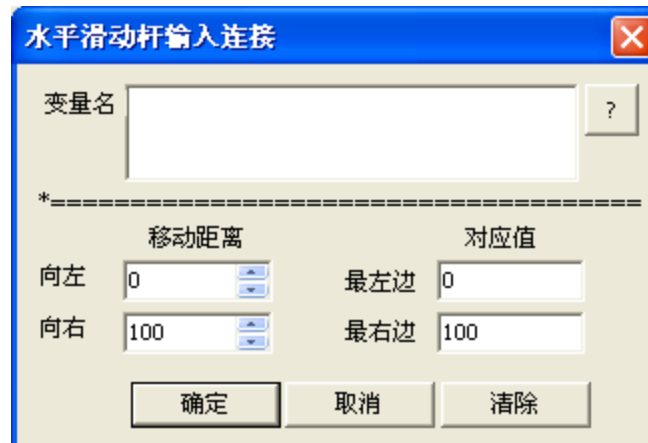 水平滑动杆输入连接
变量名 ?
*=====================================
移动距离 对应值
向左 0 最左边 0
向右 100 最右边 100
确定 取消 清除